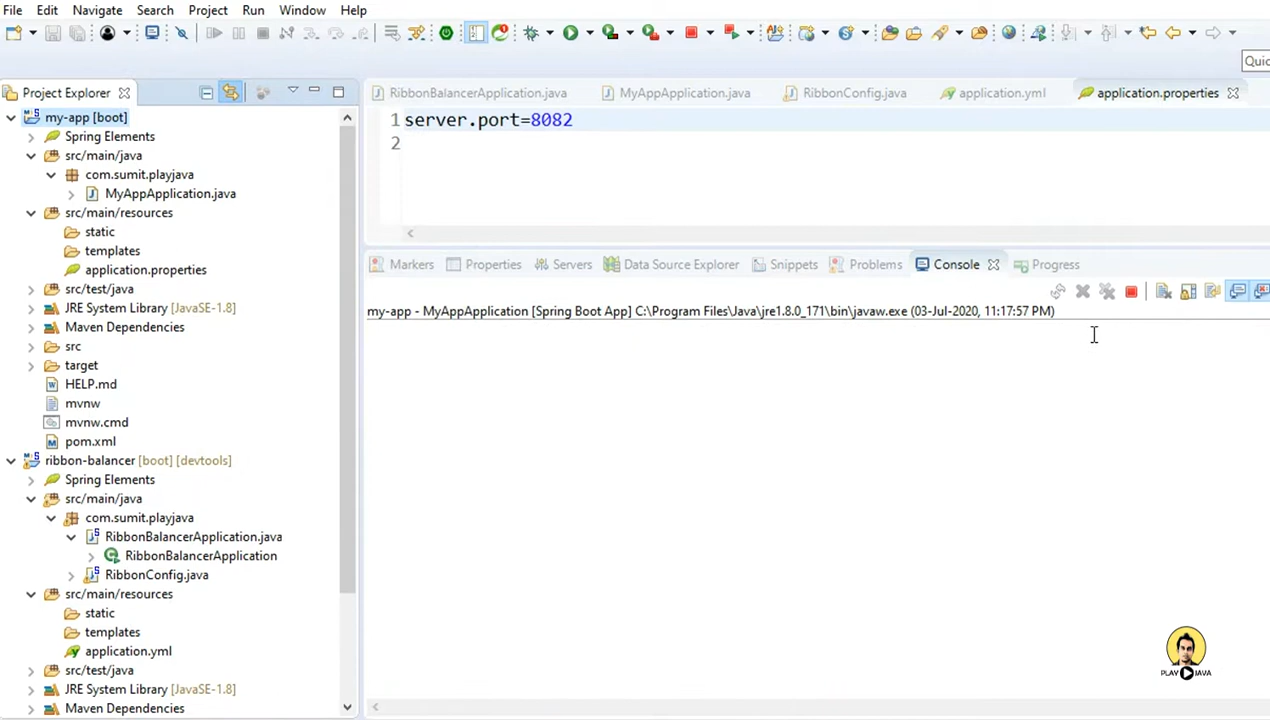 File Edit Navigate Search Project Run Window Help
Quic
Project Explorer
RibbonBalancerApplication.java MyAppApplication.java RibbonConfig.java application.yml application.properties
my-app [boot]
Spring Elements
src/main/java
com.sumit.playjava
MyAppApplication.java
src/main/resources
static
templates
application.properties
src/test/java
JRE System Library [JavaSE-1.8]
Maven Dependencies
src
target
HELP.md
mvnw
mvnw.cmd
pom.xml
ribbon-balancer [boot] [devtools]
Spring Elements
src/main/java
com.sumit.playjava
RibbonBalancerApplication.java
RibbonBalancerApplication
RibbonConfig.java
src/main/resources
static
templates
application.yml
src/test/java
JRE System Library [JavaSE-1.8]
Maven Dependencies
1 server.port=8082
2
Markers Properties Servers Data Source Explorer Snippets Problems Console Progress
my-app - MyAppApplication [Spring Boot App] C:\Program Files\Java\jre1.8.0_171\bin\javaw.exe (03-Jul-2020, 11:17:57 PM)
PLAY JAVA